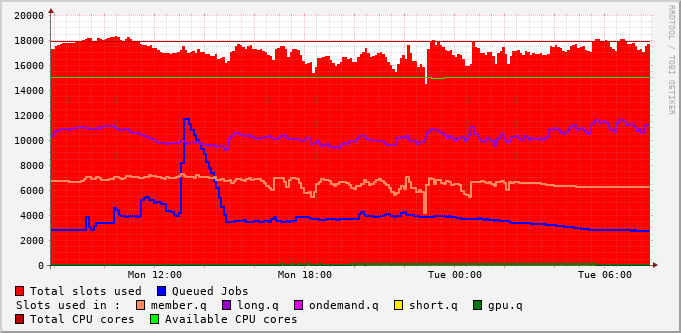 20000
18000
16000
14000
12000
10000
8000
6000
4000
2000
0
Mon 12:00 Mon 18:00 Tue 00:00 Tue 06:00
Total slots used Queued Jobs
Slots used in : member.q long.q ondemand.q short.q gpu.q
Total CPU cores Available CPU cores
RRDTOOL / TOBI OETIKER